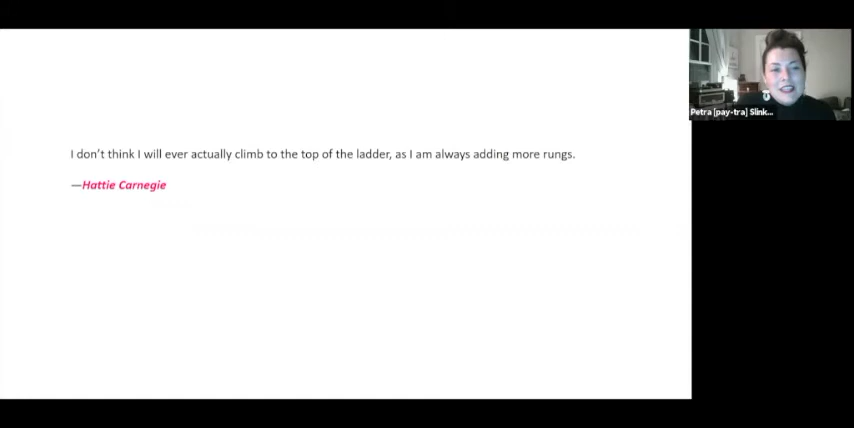 I don't think I will ever actually climb to the top of the ladder, as I am always adding more rungs.
—Hattie Carnegie
Petra [pay-tra] Slink...